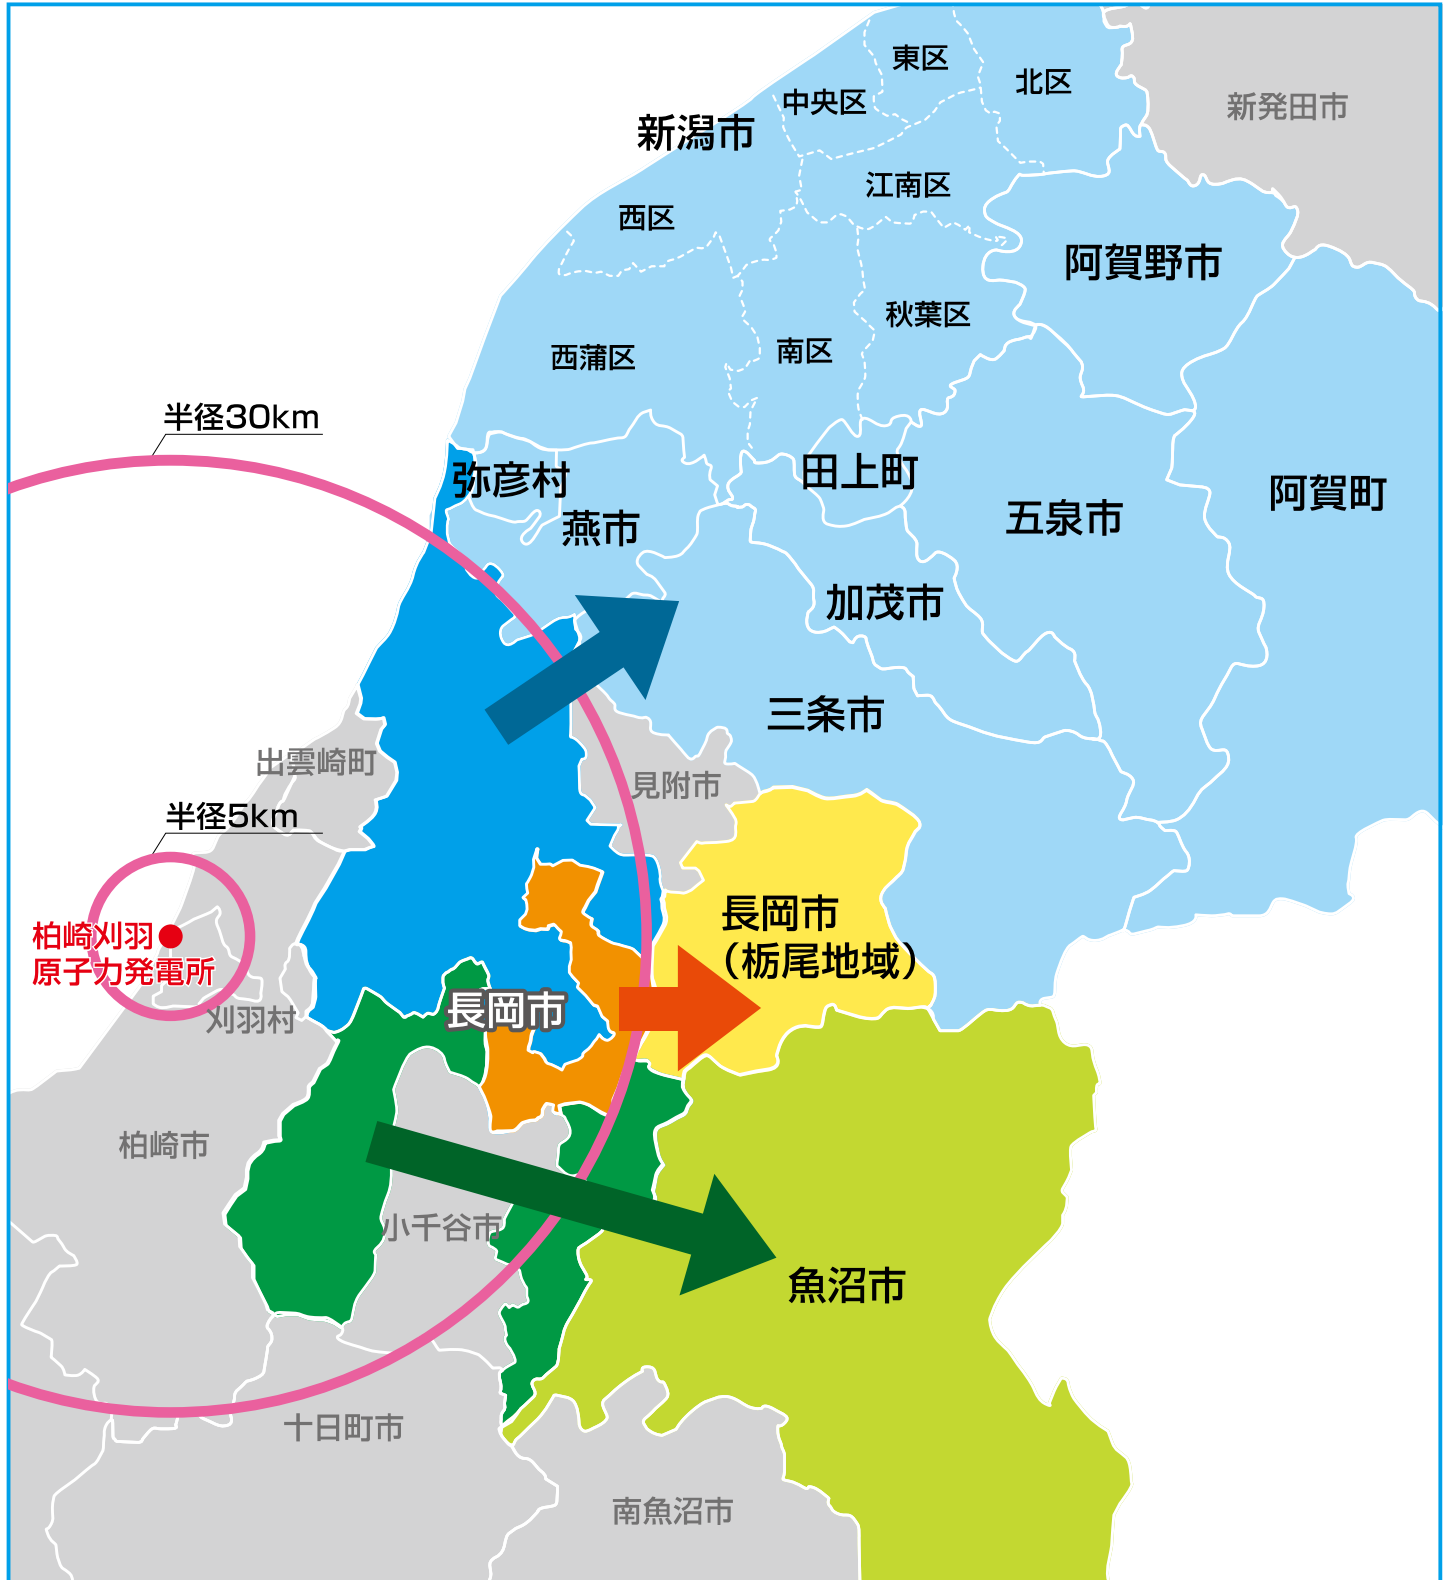 東区
北区
中央区
新発田市
新潟市
江南区
西区
阿賀野市
秋葉区
南区
西蒲区
半径30km
弥彦村
田上町
阿賀町
燕市
五泉市
加茂市
三条市
出雲崎町
見附市
半径5km
長岡市
（栃尾地域）
柏崎刈羽
原子力発電所
長岡市
刈羽村
柏崎市
小千谷市
魚沼市
十日町市
南魚沼市